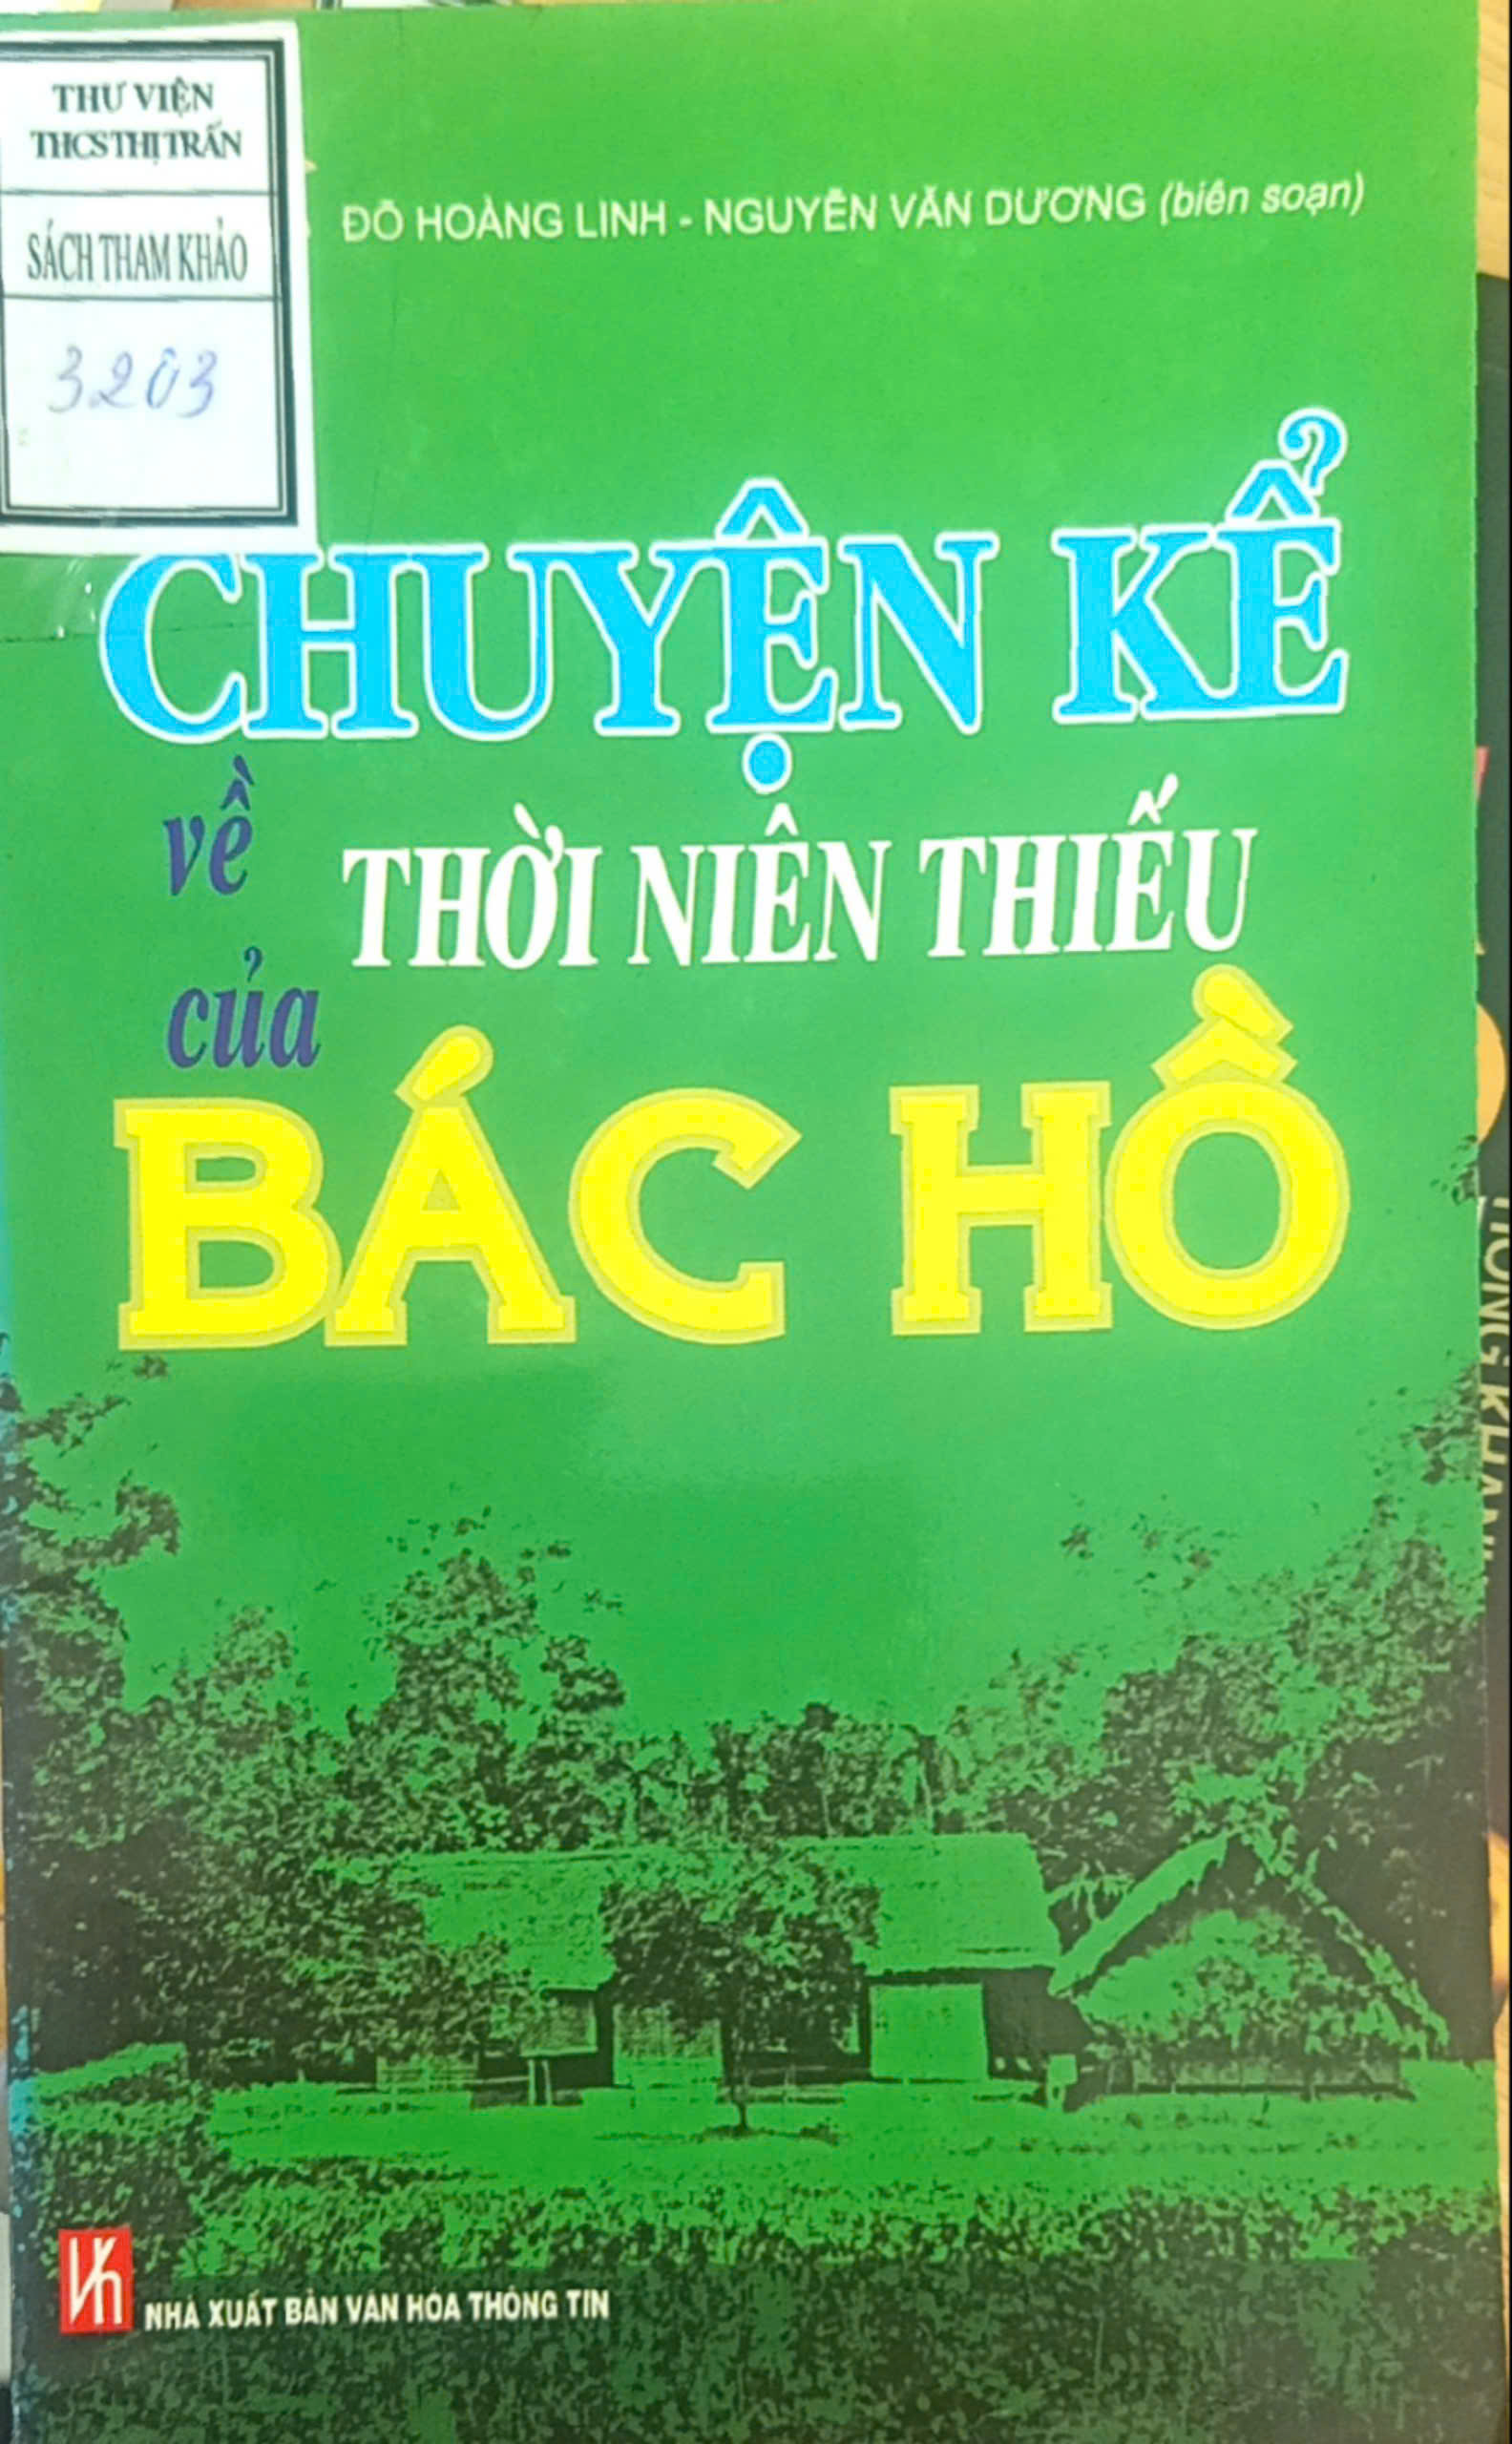 THƯ VIỆN
THCS THỊ TRẤN
SÁCH THAM KHẢO
3203
ĐỖ HOÀNG LINH - NGUYỄN VĂN DƯƠNG (biên soạn)
CHUYỆN KỂ
về
THỜI NIÊN THIẾU
của
BÁC HỒ
NHÀ XUẤT BẢN VĂN HÓA THÔNG TIN